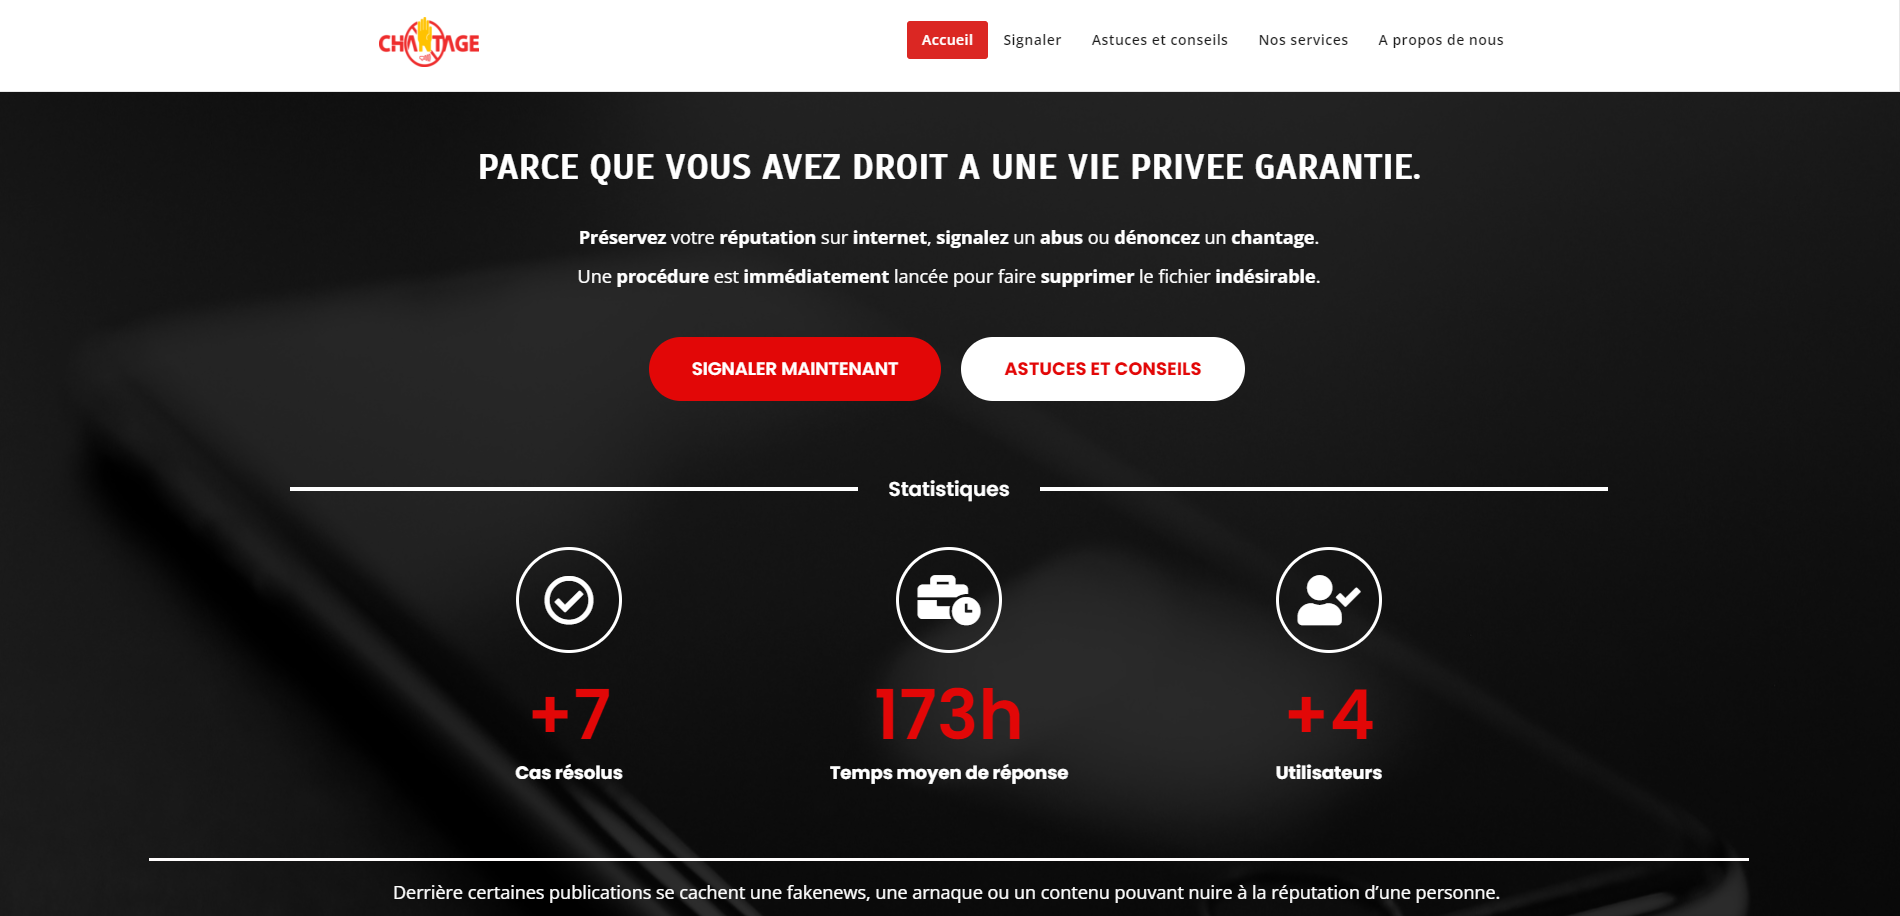 CHANTAGE
Accueil
Signaler
Astuces et conseils
Nos services
A propos de nous
PARCE QUE VOUS AVEZ DROIT A UNE VIE PRIVEE GARANTIE.
Préservez votre réputation sur internet, signalez un abus ou dénoncez un chantage.
Une procédure est immédiatement lancée pour faire supprimer le fichier indésirable.
SIGNALER MAINTENANT
ASTUCES ET CONSEILS
Statistiques
+7
Cas résolus
173h
Temps moyen de réponse
+4
Utilisateurs
Derrière certaines publications se cachent une fakenews, une arnaque ou un contenu pouvant nuire à la réputation d’une personne.